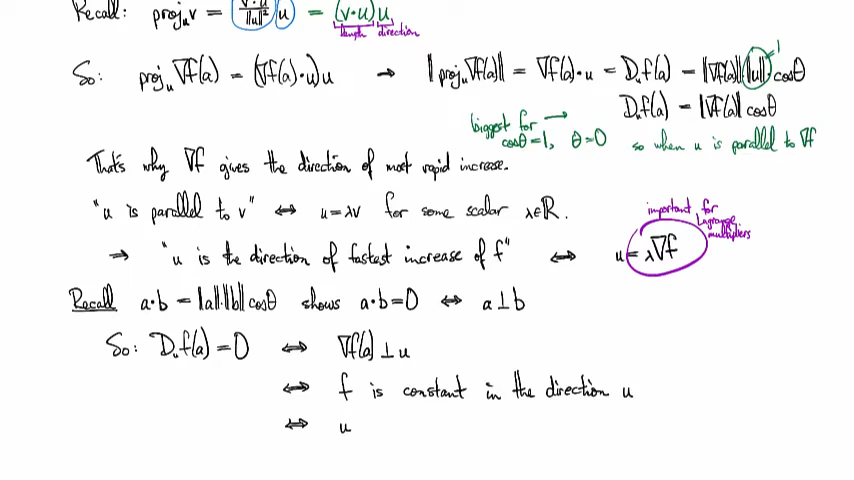 Recall: proj_u v = (v·u / ||u||²) u = (v·u) u,
length direction
So: proj_u ∇f(a) = (∇f(a)·u)u → ||proj_u ∇f(a)|| = ∇f(a)·u = D_u f(a) = ||∇f(a)|| ||u|| cosθ
1
D_u f(a) = ||∇f(a)|| cosθ
biggest for →
cosθ=1, θ=0 so when u is parallel to ∇f
That's why ∇f gives the direction of most rapid increase.
"u is parallel to v" ⇔ u=λv for some scalar λ∈ℝ.
important for
Lagrange
multipliers
⇒ "u is the direction of fastest increase of f" ⇔ u = λ∇f
Recall a·b = ||a||·||b|| cosθ shows a·b=0 ⇔ a⊥b
So: D_u f(a) = 0 ⇔ ∇f(a) ⊥ u
⇔ f is constant in the direction u
⇔ u